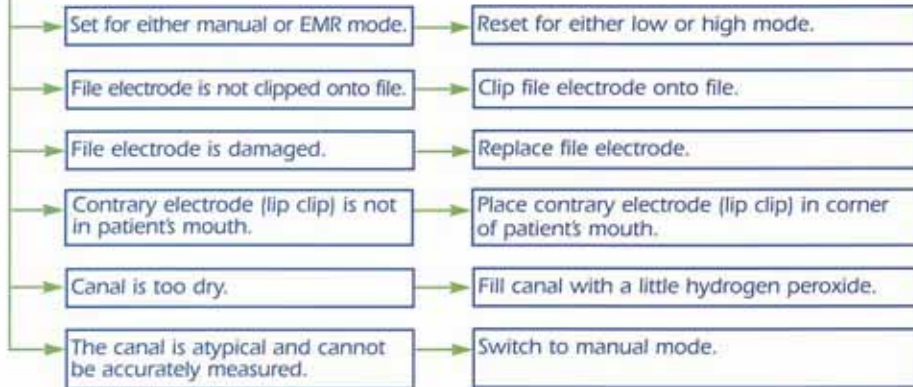 Set for either manual or EMR mode.
Reset for either low or high mode.
File electrode is not clipped onto file.
Clip file electrode onto file.
File electrode is damaged.
Replace file electrode.
Contrary electrode (lip clip) is not
in patient's mouth.
Place contrary electrode (lip clip) in corner
of patient's mouth.
Canal is too dry.
Fill canal with a little hydrogen peroxide.
The canal is atypical and cannot
be accurately measured.
Switch to manual mode.